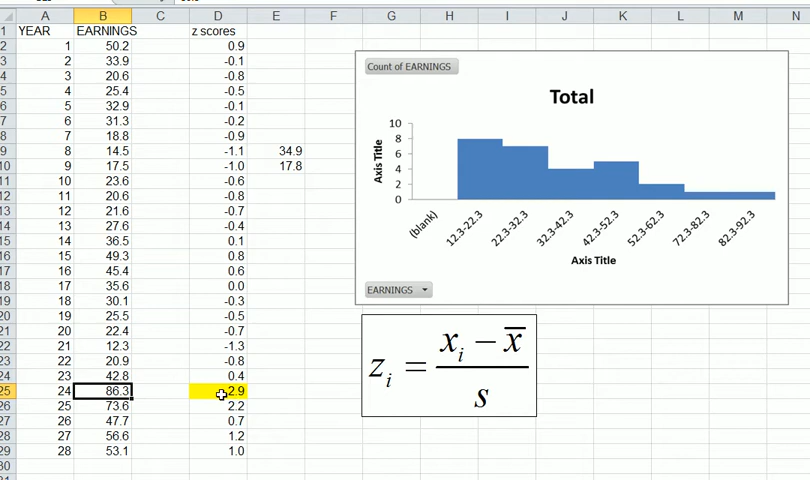 A B C D E F G H I J K L M N
1 YEAR EARNINGS z scores
2 1 50.2 0.9
3 2 33.9 -0.1
4 3 20.6 -0.8
5 4 25.4 -0.5
6 5 32.9 -0.1
7 6 31.3 -0.2
8 7 18.8 -0.9
9 8 14.5 -1.1 34.9
10 9 17.5 -1.0 17.8
11 10 23.6 -0.6
12 11 20.6 -0.8
13 12 21.6 -0.7
14 13 27.6 -0.4
15 14 36.5 0.1
16 15 49.3 0.8
17 16 45.4 0.6
18 17 35.6 0.0
19 18 30.1 -0.3
20 19 25.5 -0.5
21 20 22.4 -0.7
22 21 12.3 -1.3
23 22 20.9 -0.8
24 23 42.8 0.4
25 24 86.3 2.9
26 25 73.6 2.2
27 26 47.7 0.7
28 27 56.6 1.2
29 28 53.1 1.0
30
Count of EARNINGS
Total
Axis Title
10
8
6
4
2
0
(blank) 12.3-22.3 22.3-32.3 32.3-42.3 42.3-52.3 52.3-62.3 72.3-82.3 82.3-92.3
Axis Title
EARNINGS
z_i = (x_i − x̅) / s